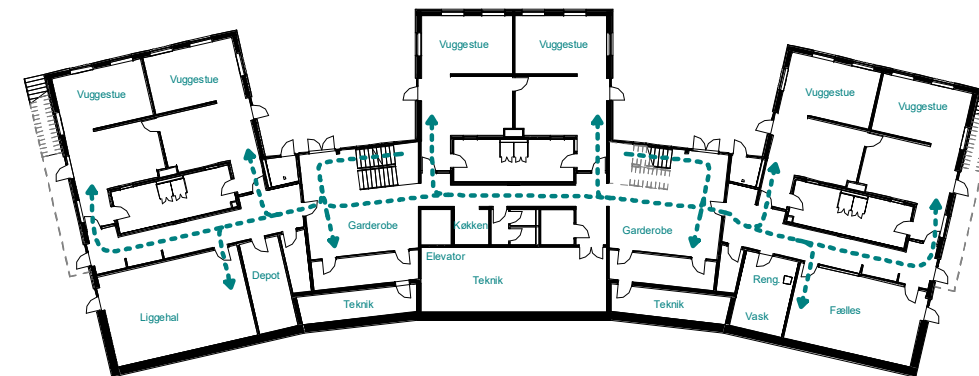 Vuggestue
Vuggestue
Vuggestue
Vuggestue
Vuggestue
Vuggestue
Garderobe
Køkken
Garderobe
Elevator
Depot
Teknik
Reng.
Liggehal
Teknik
Teknik
Vask
Fælles